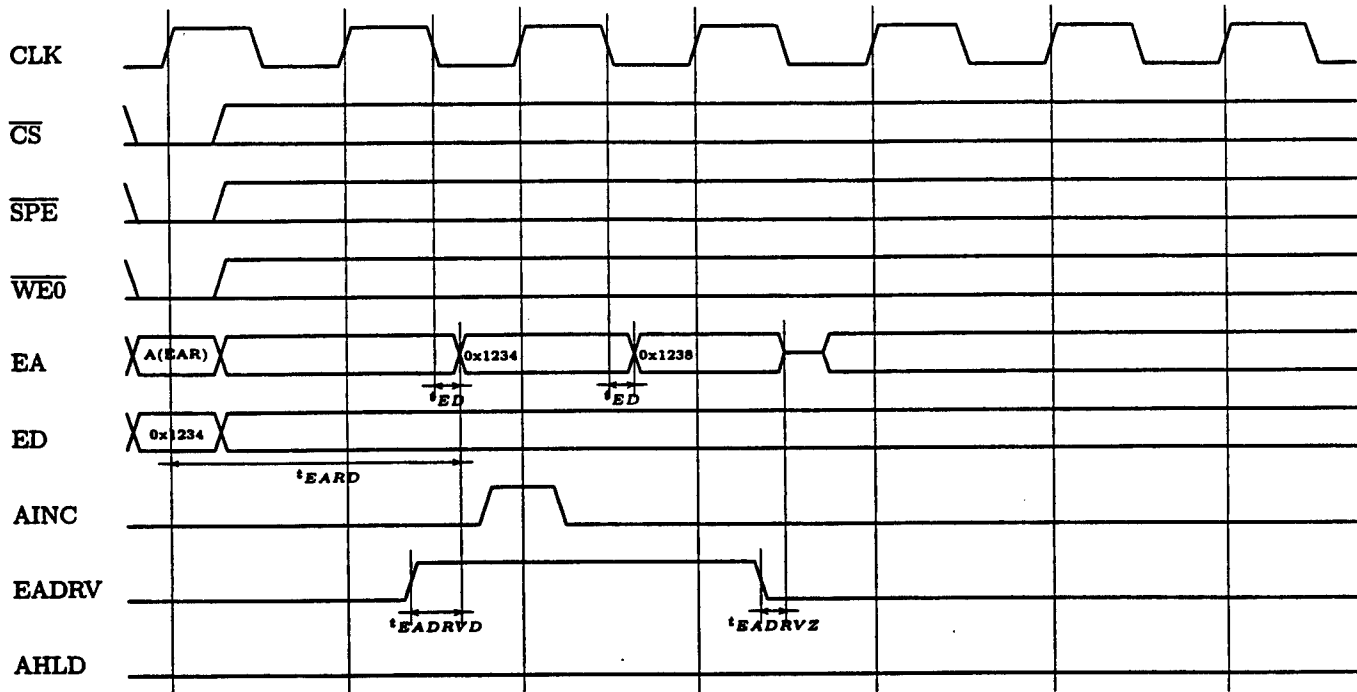 CLK
CS
SPE
WE0
EA A(EAR) 0x1234 0x1238
tED tED
ED 0x1234
tEARD
AINC
EADRV
tEADRVD tEADRVZ
AHLD